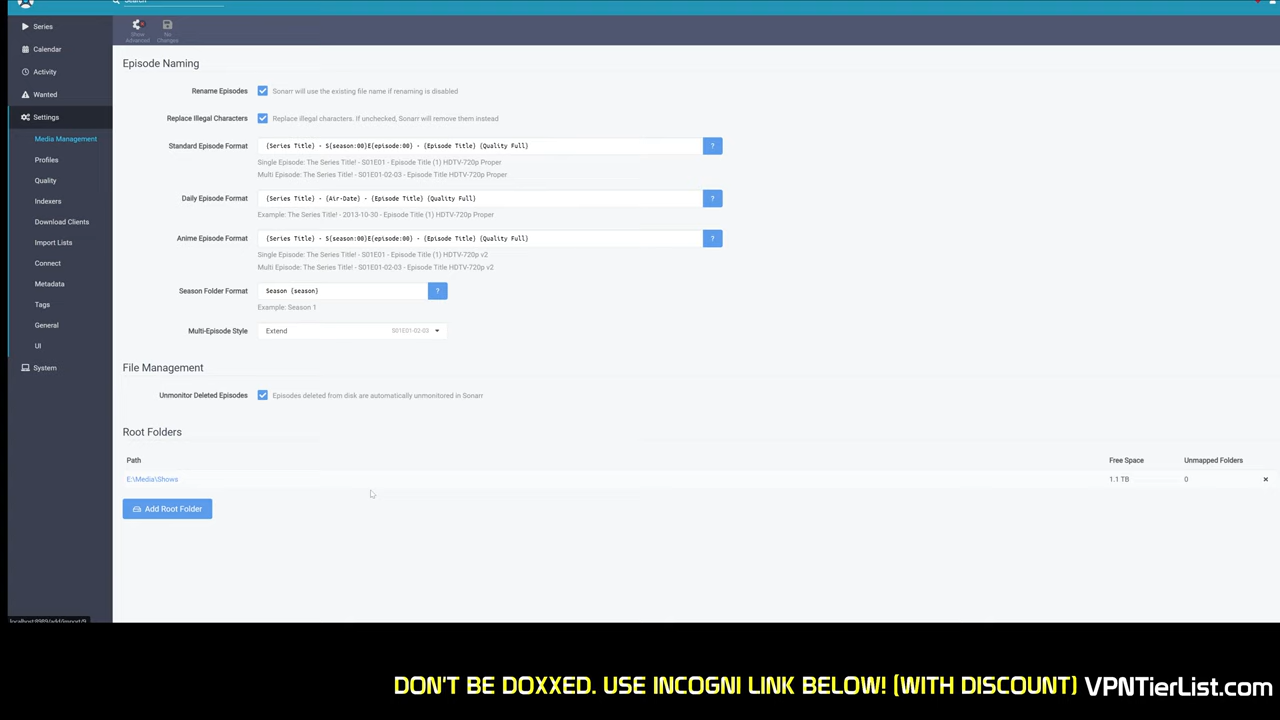 Search
Series
Calendar
Activity
Wanted
Settings
Media Management
Profiles
Quality
Indexers
Download Clients
Import Lists
Connect
Metadata
Tags
General
UI
System
Show Advanced
No Changes
Episode Naming
Rename Episodes Sonarr will use the existing file name if renaming is disabled
Replace Illegal Characters Replace illegal characters. If unchecked, Sonarr will remove them instead
Standard Episode Format {Series Title} - S{season:00}E{episode:00} - {Episode Title} {Quality Full} ?
Single Episode: The Series Title! - S01E01 - Episode Title (1) HDTV-720p Proper
Multi Episode: The Series Title! - S01E01-02-03 - Episode Title HDTV-720p Proper
Daily Episode Format {Series Title} - {Air-Date} - {Episode Title} {Quality Full} ?
Example: The Series Title! - 2013-10-30 - Episode Title (1) HDTV-720p Proper
Anime Episode Format {Series Title} - S{season:00}E{episode:00} - {Episode Title} {Quality Full} ?
Single Episode: The Series Title! - S01E01 - Episode Title (1) HDTV-720p v2
Multi Episode: The Series Title! - S01E01-02-03 - Episode Title HDTV-720p v2
Season Folder Format Season {season} ?
Example: Season 1
Multi-Episode Style Extend S01E01-02-03
File Management
Unmonitor Deleted Episodes Episodes deleted from disk are automatically unmonitored in Sonarr
Root Folders
Path Free Space Unmapped Folders
E:\Media\Shows 1.1 TB 0
Add Root Folder
DON'T BE DOXXED. USE INCOGNI LINK BELOW! (WITH DISCOUNT) VPNTierList.com